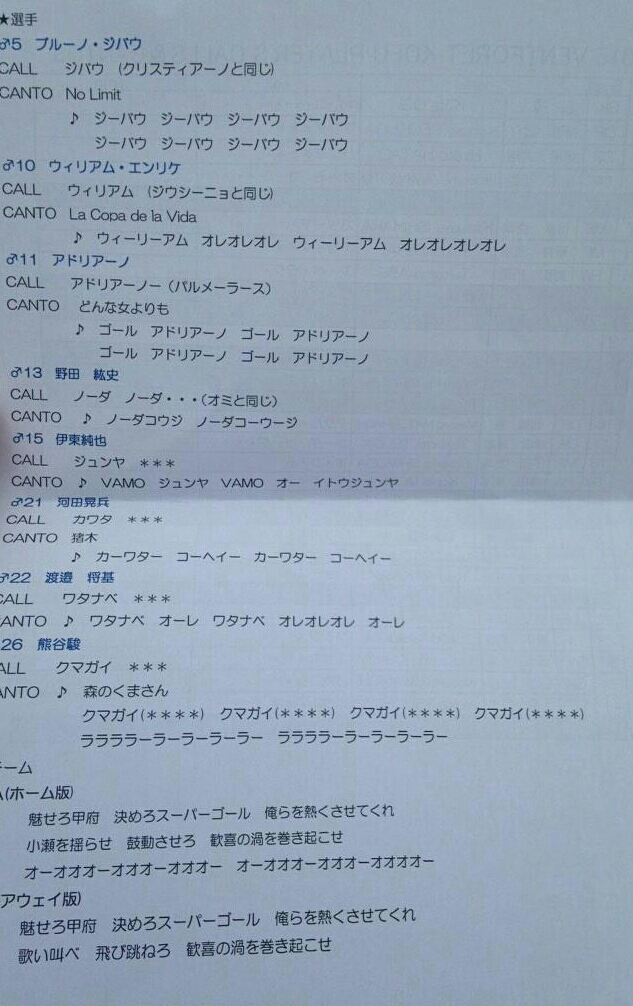 ★選手
♂5 ブルーノ・ジバウ
CALL ジバウ (クリスティアーノと同じ)
CANTO No Limit
♪ ジーバウ ジーバウ ジーバウ ジーバウ
ジーバウ ジーバウ ジーバウ ジーバウ
♂10 ウィリアム・エンリケ
CALL ウィリアム (ジウシーニョと同じ)
CANTO La Copa de la Vida
♪ ウィーリーアム オレオレオレ ウィーリーアム オレオレオレオレ
♂11 アドリアーノ
CALL アドリアーノー(パルメーラース)
CANTO どんな女よりも
♪ ゴール アドリアーノ ゴール アドリアーノ
ゴール アドリアーノ ゴール アドリアーノ
♂13 野田 紘史
CALL ノーダ ノーダ・・・(オミと同じ)
CANTO ♪ ノーダコウジ ノーダコーウージ
♂15 伊東純也
CALL ジュンヤ ***
CANTO ♪ VAMO ジュンヤ VAMO オー イトウジュンヤ
♂21 河田晃兵
CALL カワタ ***
CANTO 猪木
♪ カーワター コーヘイー カーワター コーヘイー
♂22 渡邉 将基
CALL ワタナベ ***
CANTO ♪ ワタナベ オーレ ワタナベ オレオレオレ オーレ
26 熊谷駿
ALL クマガイ ***
ANTO ♪ 森のくまさん
クマガイ(****) クマガイ(****) クマガイ(****) クマガイ(****)
ララララーラーラーラーラー ララララーラーラーラーラー
チーム
(ホーム版)
魅せろ甲府 決めろスーパーゴール 俺らを熱くさせてくれ
小瀬を揺らせ 鼓動させろ 歓喜の渦を巻き起こせ
オーオオオーオオオーオオオー オーオオオーオオオーオオオオー
アウェイ版)
魅せろ甲府 決めろスーパーゴール 俺らを熱くさせてくれ
歌い叫べ 飛び跳ねろ 歓喜の渦を巻き起こせ